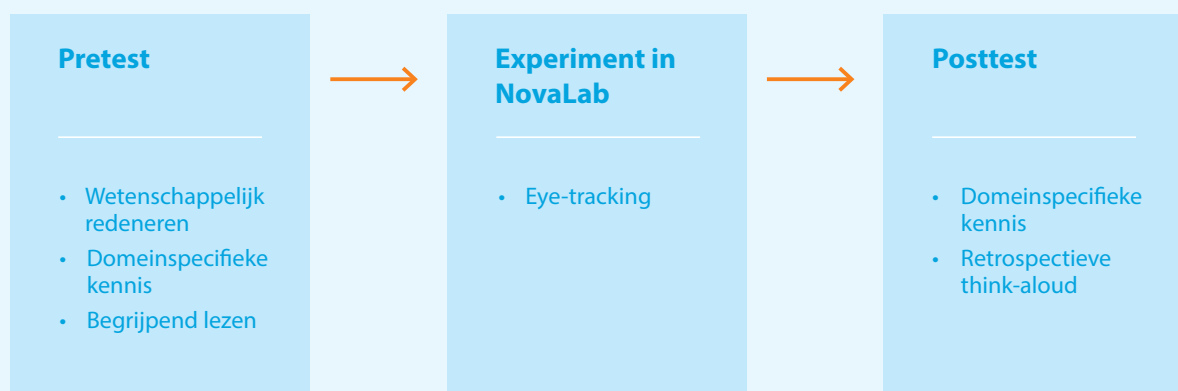 Pretest
• Wetenschappelijk
redeneren
• Domeinspecifieke
kennis
• Begrijpend lezen
Experiment in
NovaLab
• Eye-tracking
Posttest
• Domeinspecifieke
kennis
• Retrospectieve
think-aloud